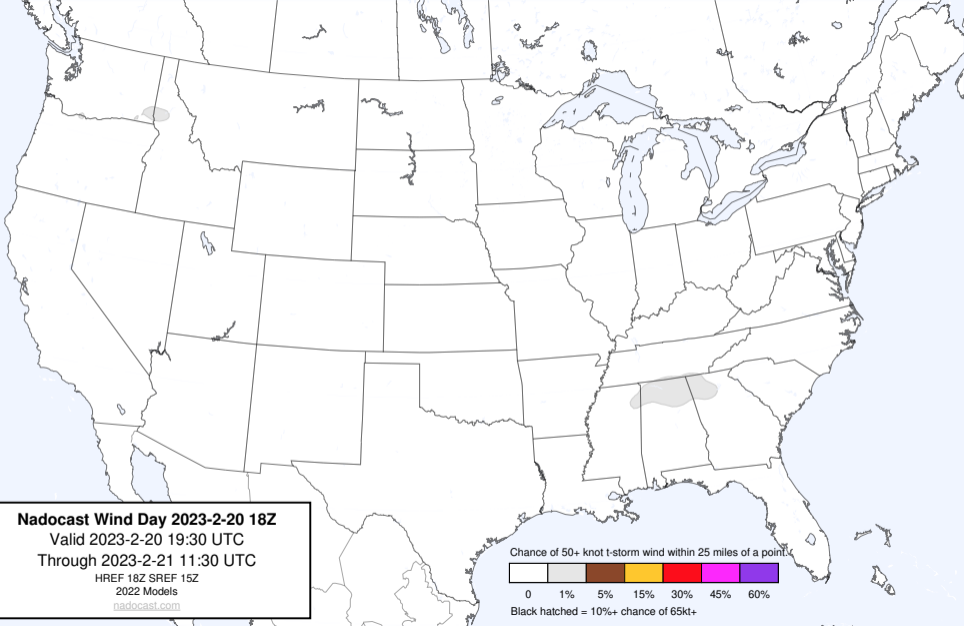 Nadocast Wind Day 2023-2-20 18Z
Valid 2023-2-20 19:30 UTC
Through 2023-2-21 11:30 UTC
HREF 18Z SREF 15Z
2022 Models
nadocast.com
Chance of 50+ knot t-storm wind within 25 miles of a point.
0 1% 5% 15% 30% 45% 60%
Black hatched = 10%+ chance of 65kt+